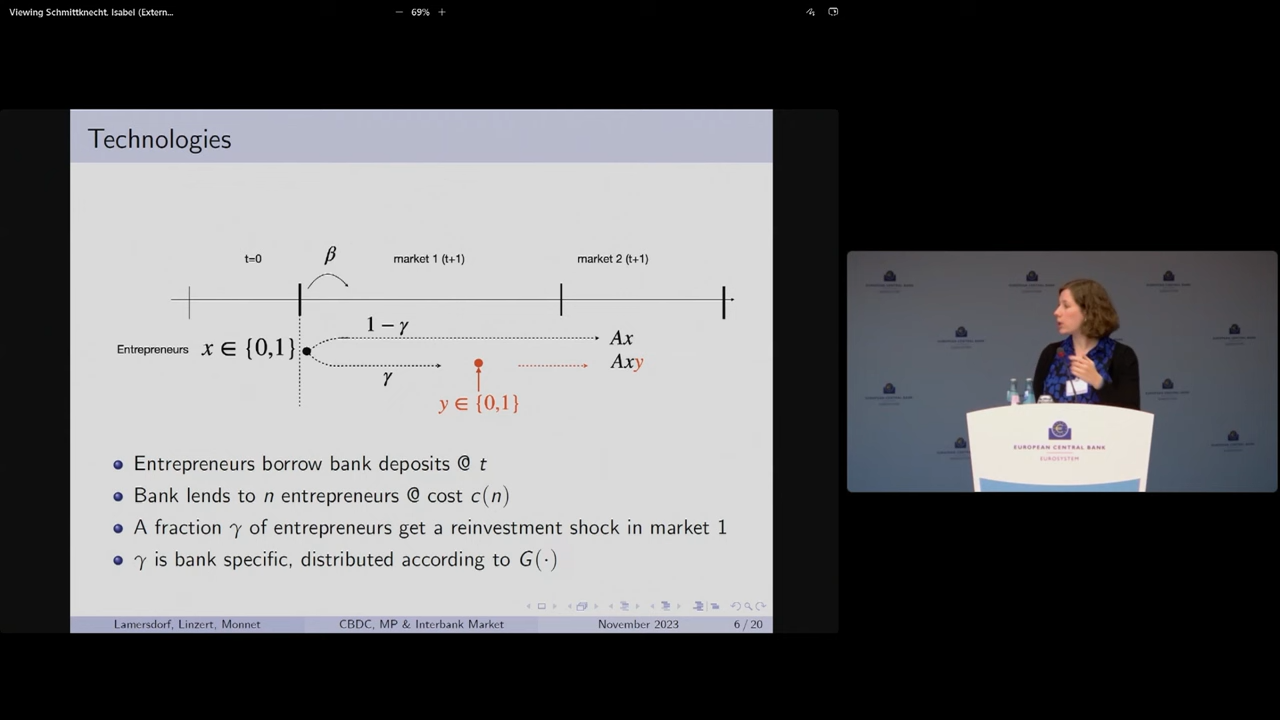 Viewing Schmittknecht, Isabel (Extern...
69%
Technologies
t=0
β
market 1 (t+1)
market 2 (t+1)
1 − γ
Entrepreneurs
x ∈ {0,1}
Ax
Axy
γ
y ∈ {0,1}
Entrepreneurs borrow bank deposits @ t
Bank lends to n entrepreneurs @ cost c(n)
A fraction γ of entrepreneurs get a reinvestment shock in market 1
γ is bank specific, distributed according to G(·)
Lamersdorf, Linzert, Monnet
CBDC, MP & Interbank Market
November 2023
6 / 20
EUROPEAN CENTRAL BANK
EUROSYSTEM